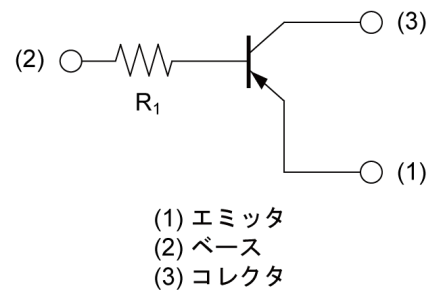 (3)
(2)
R1
(1)
(1) エミッタ
(2) ベース
(3) コレクタ